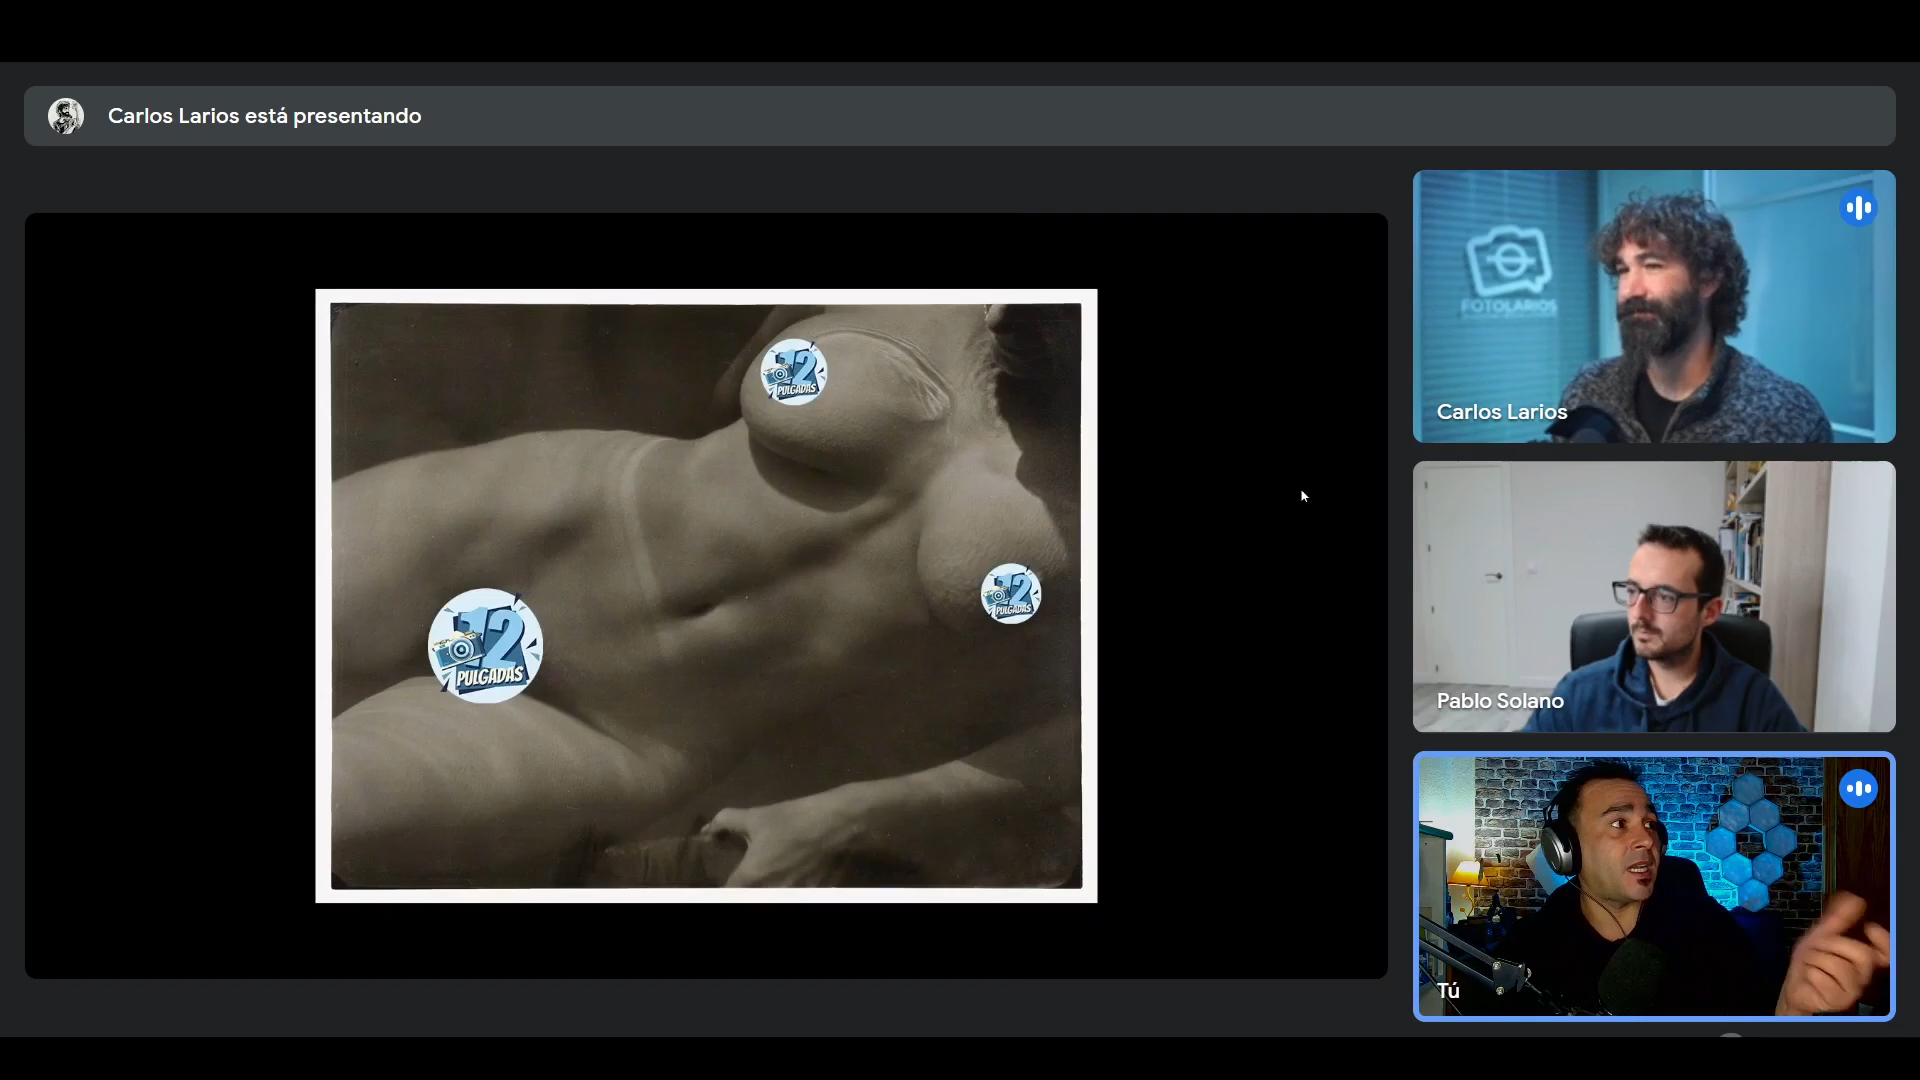 Carlos Larios está presentando
12
PULGADAS
12
PULGADAS
12
PULGADAS
FOTOLARIOS
Carlos Larios
Pablo Solano
Tú